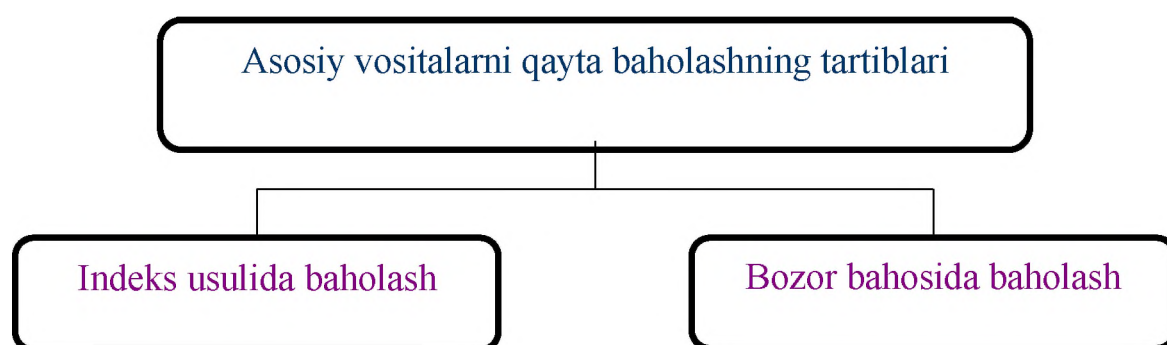 Asosiy vositalarni qayta baholashning tartiblari
Indeks usulida baholash
Bozor bahosida baholash